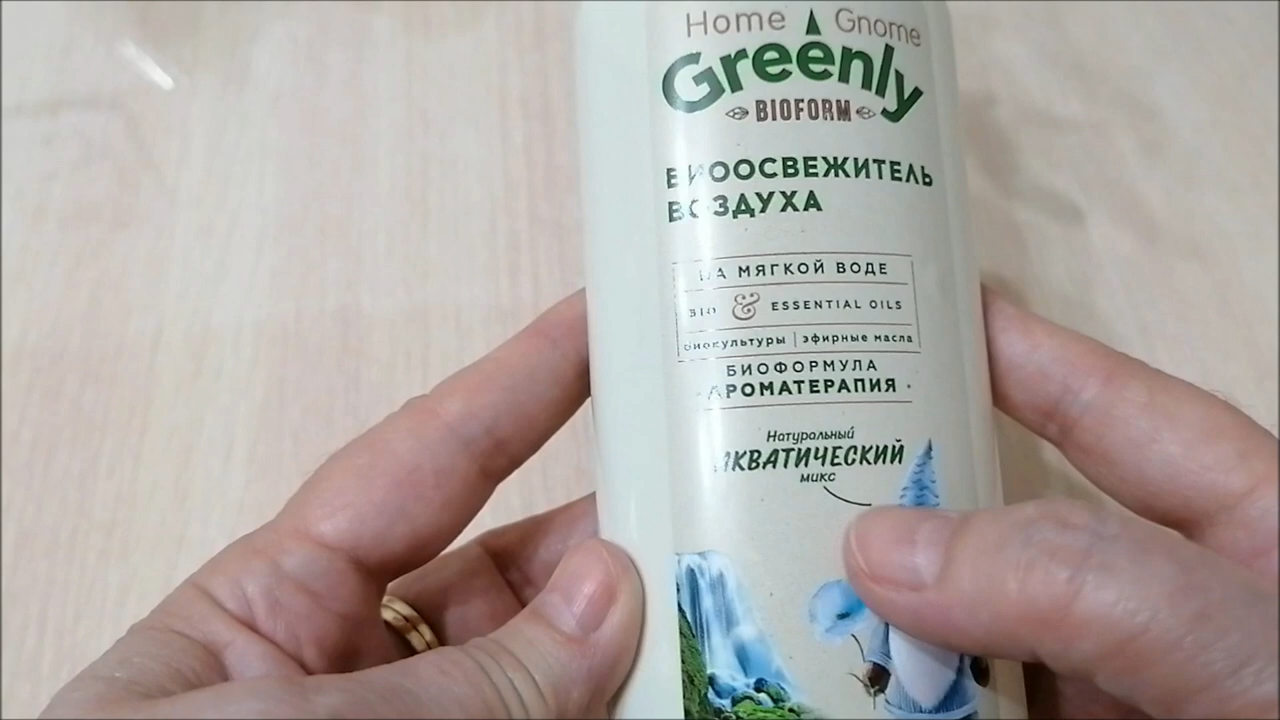 Home Gnome
Greenly
BIOFORM
БИООСВЕЖИТЕЛЬ
ВОЗДУХА
НА МЯГКОЙ ВОДЕ
BIO & ESSENTIAL OILS
биокультуры | эфирные масла
БИОФОРМУЛА
· АРОМАТЕРАПИЯ ·
Натуральный
АКВАТИЧЕСКИЙ
микс